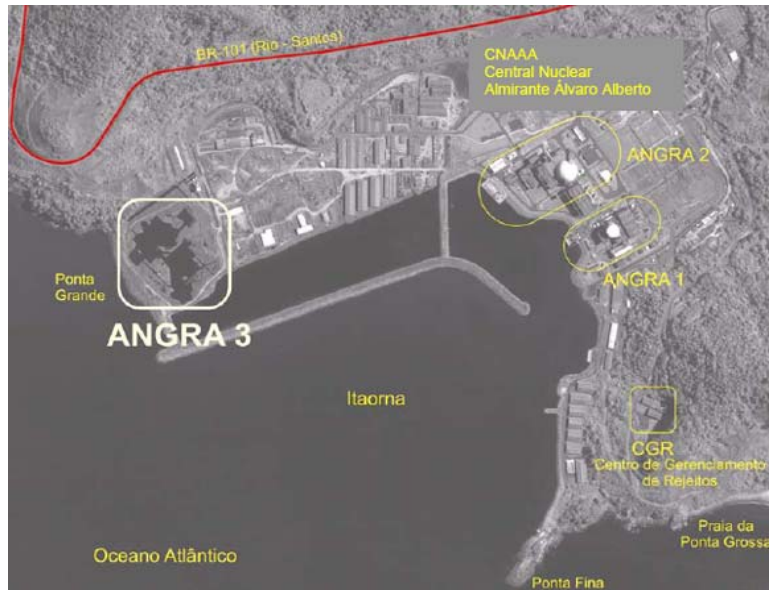 BR-101 (Rio - Santos)
CNAAA
Central Nuclear
Almirante Álvaro Alberto
ANGRA 2
ANGRA 1
Ponta
Grande
ANGRA 3
Itaorna
CGR
Centro de Gerenciamento
de Rejeitos
Praia da
Ponta Grossa
Oceano Atlântico
Ponta Fina